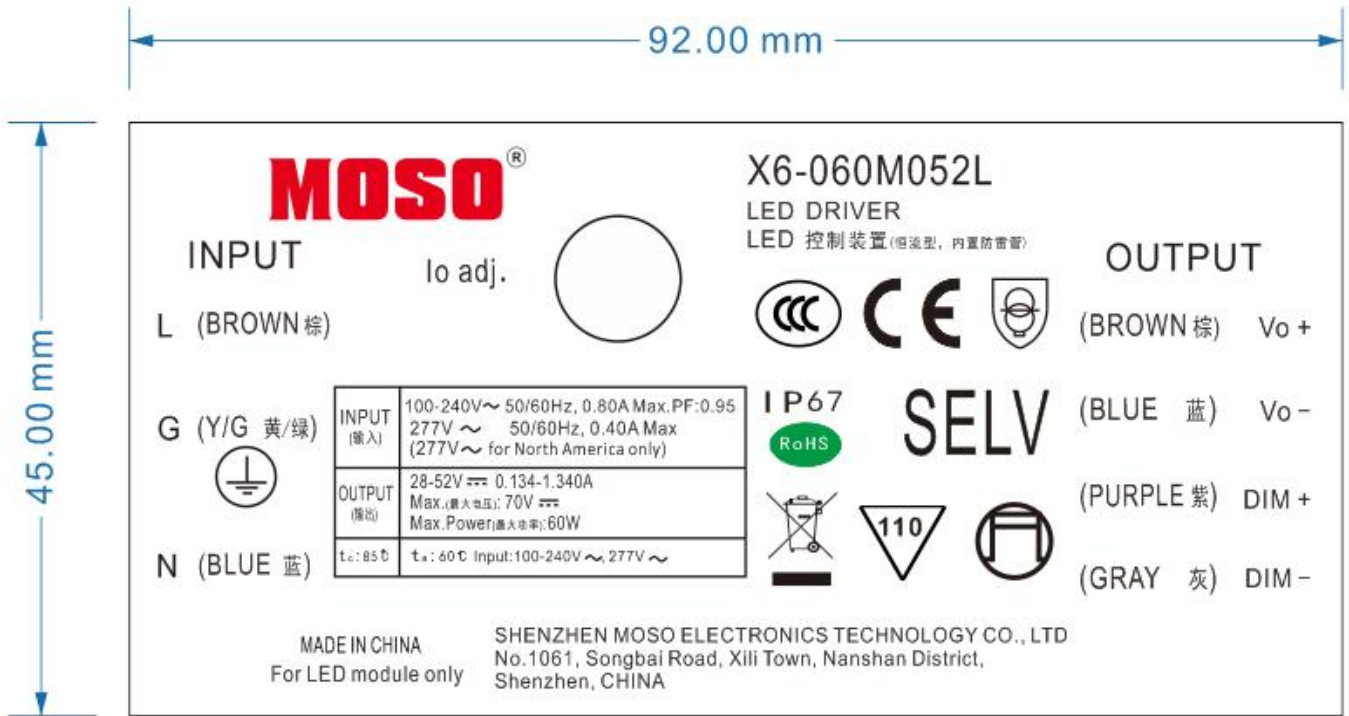 92.00 mm
45.00 mm
MOSO®
X6-060M052L
LED DRIVER
LED 控制装置(恒流型，内置防雷管)
INPUT
Io adj.
OUTPUT
L (BROWN 棕)
(BROWN 棕) Vo +
G (Y/G 黄/绿)
(BLUE 蓝) Vo -
N (BLUE 蓝)
(PURPLE 紫) DIM +
(GRAY 灰) DIM -
INPUT
(输入)
100-240V～ 50/60Hz, 0.80A Max.PF:0.95
277V ～ 50/60Hz, 0.40A Max
(277V～ for North America only)
OUTPUT
(输出)
28-52V⎓ 0.134-1.340A
Max.(最大电压): 70V ⎓
Max.Power(最大功率):60W
tc:85℃
ta:60℃ Input:100-240V～, 277V～
CCC
CE
IP67
RoHS
SELV
110
MADE IN CHINA
For LED module only
SHENZHEN MOSO ELECTRONICS TECHNOLOGY CO., LTD
No.1061, Songbai Road, Xili Town, Nanshan District,
Shenzhen, CHINA